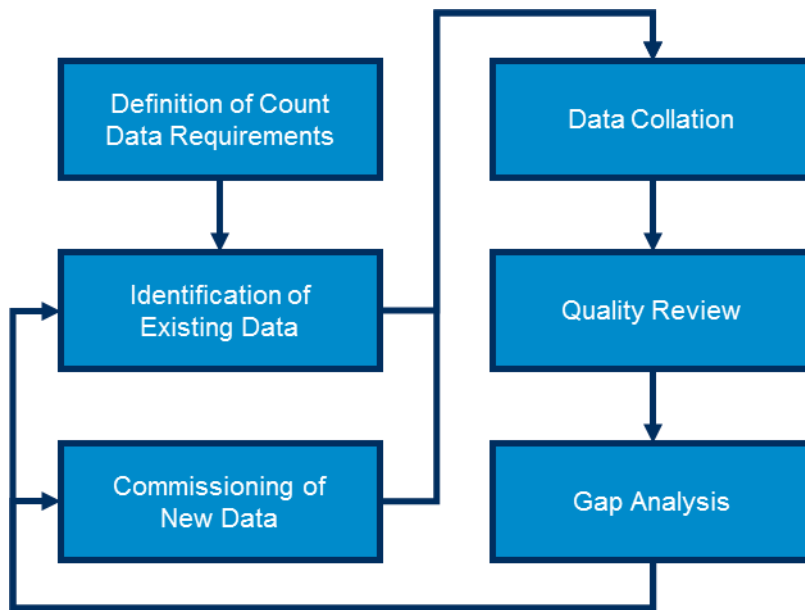 Definition of Count
Data Requirements
Identification of
Existing Data
Commissioning of
New Data
Data Collation
Quality Review
Gap Analysis